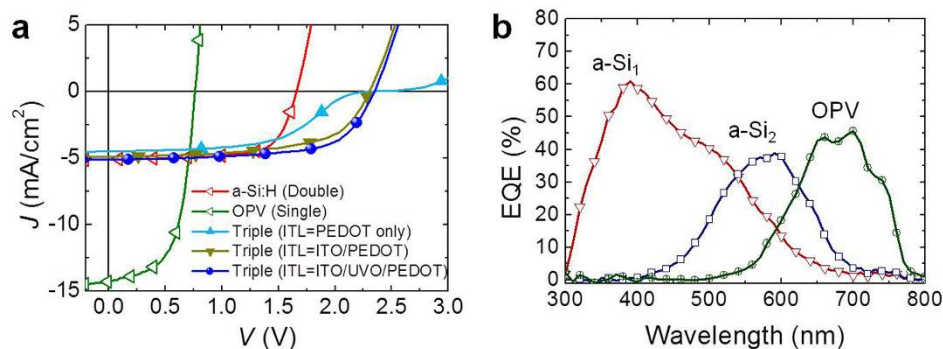 a
b
5
0
-5
-10
-15
J (mA/cm²)
a-Si:H (Double)
OPV (Single)
Triple (ITL=PEDOT only)
Triple (ITL=ITO/PEDOT)
Triple (ITL=ITO/UVO/PEDOT)
0.0 0.5 1.0 1.5 2.0 2.5 3.0
V (V)
80
70
60
50
40
30
20
10
0
EQE (%)
a-Si₁
a-Si₂
OPV
300 400 500 600 700 800
Wavelength (nm)